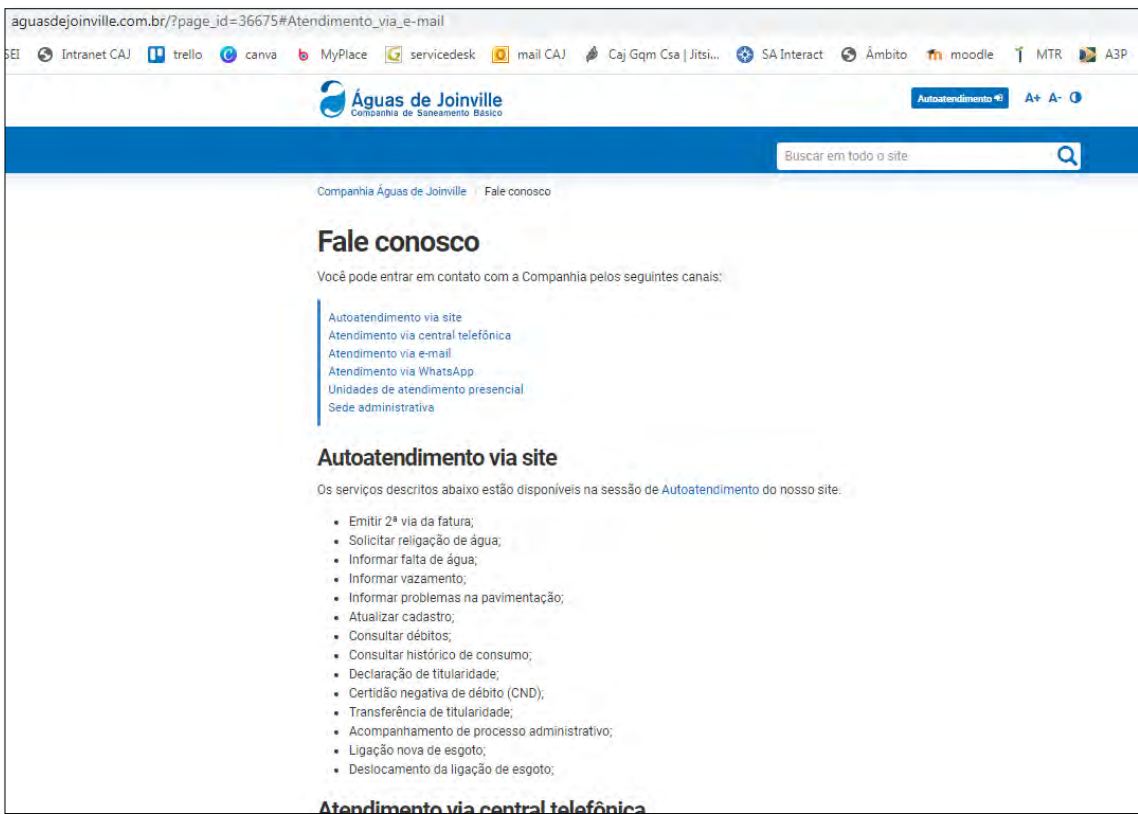 aguasdejoinville.com.br/?page_id=36675#Atendimento_via_e-mail
SEI Intranet CAJ trello canva MyPlace servicedesk mail CAJ Caj Gqm Csa | Jitsi... SA Interact Âmbito moodle MTR A3P
Águas de Joinville
Companhia de Saneamento Básico
Autoatendimento A+ A-
Buscar em todo o site
Companhia Águas de Joinville / Fale conosco
Fale conosco
Você pode entrar em contato com a Companhia pelos seguintes canais:
Autoatendimento via site
Atendimento via central telefônica
Atendimento via e-mail
Atendimento via WhatsApp
Unidades de atendimento presencial
Sede administrativa
Autoatendimento via site
Os serviços descritos abaixo estão disponíveis na sessão de Autoatendimento do nosso site.
• Emitir 2ª via da fatura;
• Solicitar religação de água;
• Informar falta de água;
• Informar vazamento;
• Informar problemas na pavimentação;
• Atualizar cadastro;
• Consultar débitos;
• Consultar histórico de consumo;
• Declaração de titularidade;
• Certidão negativa de débito (CND);
• Transferência de titularidade;
• Acompanhamento de processo administrativo;
• Ligação nova de esgoto;
• Deslocamento da ligação de esgoto;
Atendimento via central telefônica